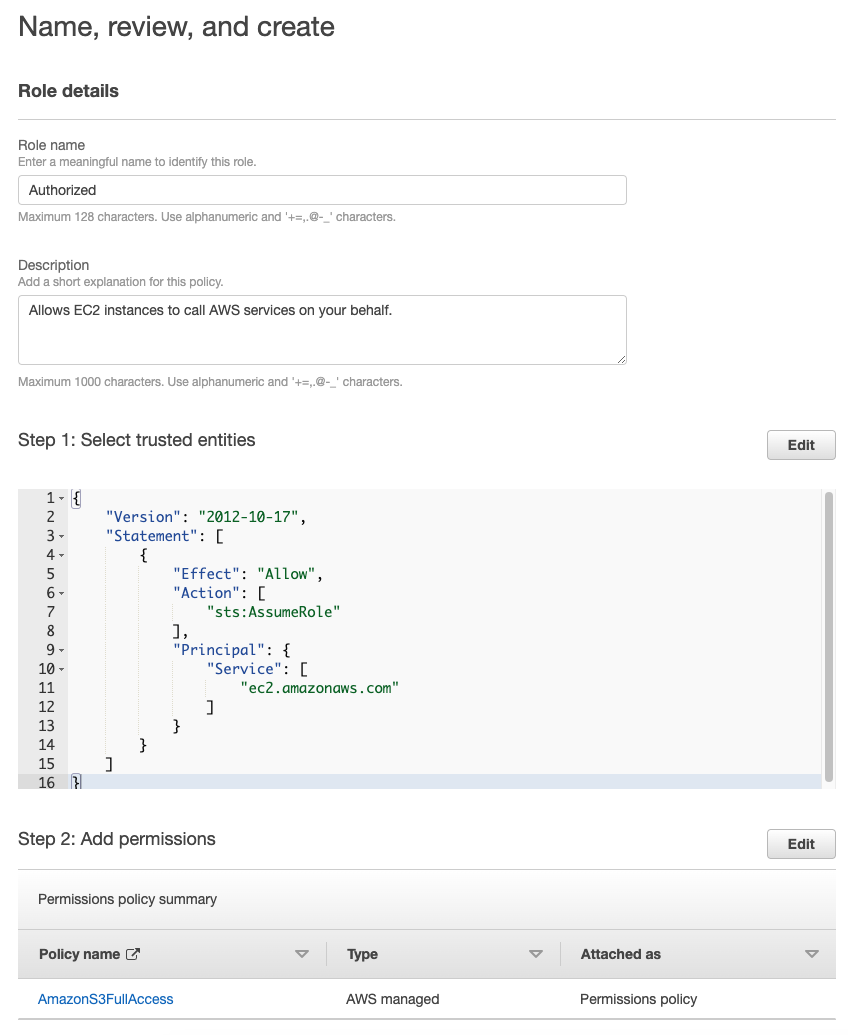 Name, review, and create
Role details
Role name
Enter a meaningful name to identify this role.
Authorized
Maximum 128 characters. Use alphanumeric and '+=,.@-_' characters.
Description
Add a short explanation for this policy.
Allows EC2 instances to call AWS services on your behalf.
Maximum 1000 characters. Use alphanumeric and '+=,.@-_' characters.
Step 1: Select trusted entities
Edit
1 {
2     "Version": "2012-10-17",
3     "Statement": [
4         {
5             "Effect": "Allow",
6             "Action": [
7                 "sts:AssumeRole"
8             ],
9             "Principal": {
10                 "Service": [
11                     "ec2.amazonaws.com"
12                 ]
13             }
14         }
15     ]
16 }
Step 2: Add permissions
Edit
Permissions policy summary
Policy name Type Attached as
AmazonS3FullAccess AWS managed Permissions policy